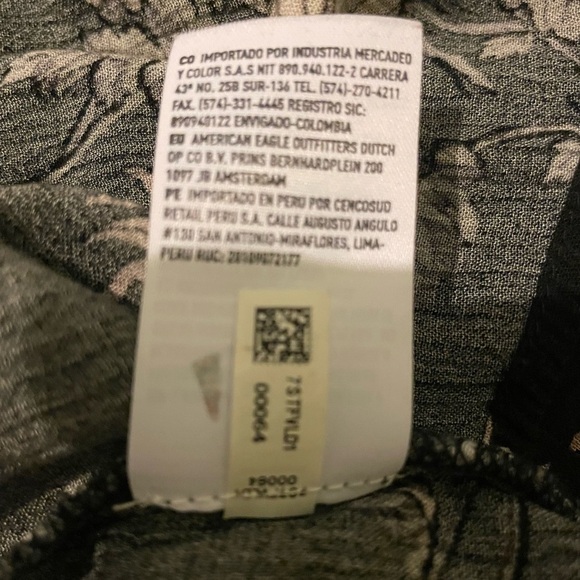 CO IMPORTADO POR INDUSTRIA MERCADEO
Y COLOR S.A.S NIT 890.940.122-2 CARRERA
43ª NO. 25B SUR-136 TEL. (574)-270-4211
FAX. (574)-331-4445 REGISTRO SIC:
890940122 ENVIGADO-COLOMBIA
EU AMERICAN EAGLE OUTFITTERS DUTCH
OP CO B.V. PRINS BERNHARDPLEIN 200
1097 JB AMSTERDAM
PE IMPORTADO EN PERU POR CENCOSUD
RETAIL PERU S.A. CALLE AUGUSTO ANGULO
#130 SAN ANTONIO-MIRAFLORES, LIMA-
PERU RUC: 20109072177
7STFVLD1
00064
00064